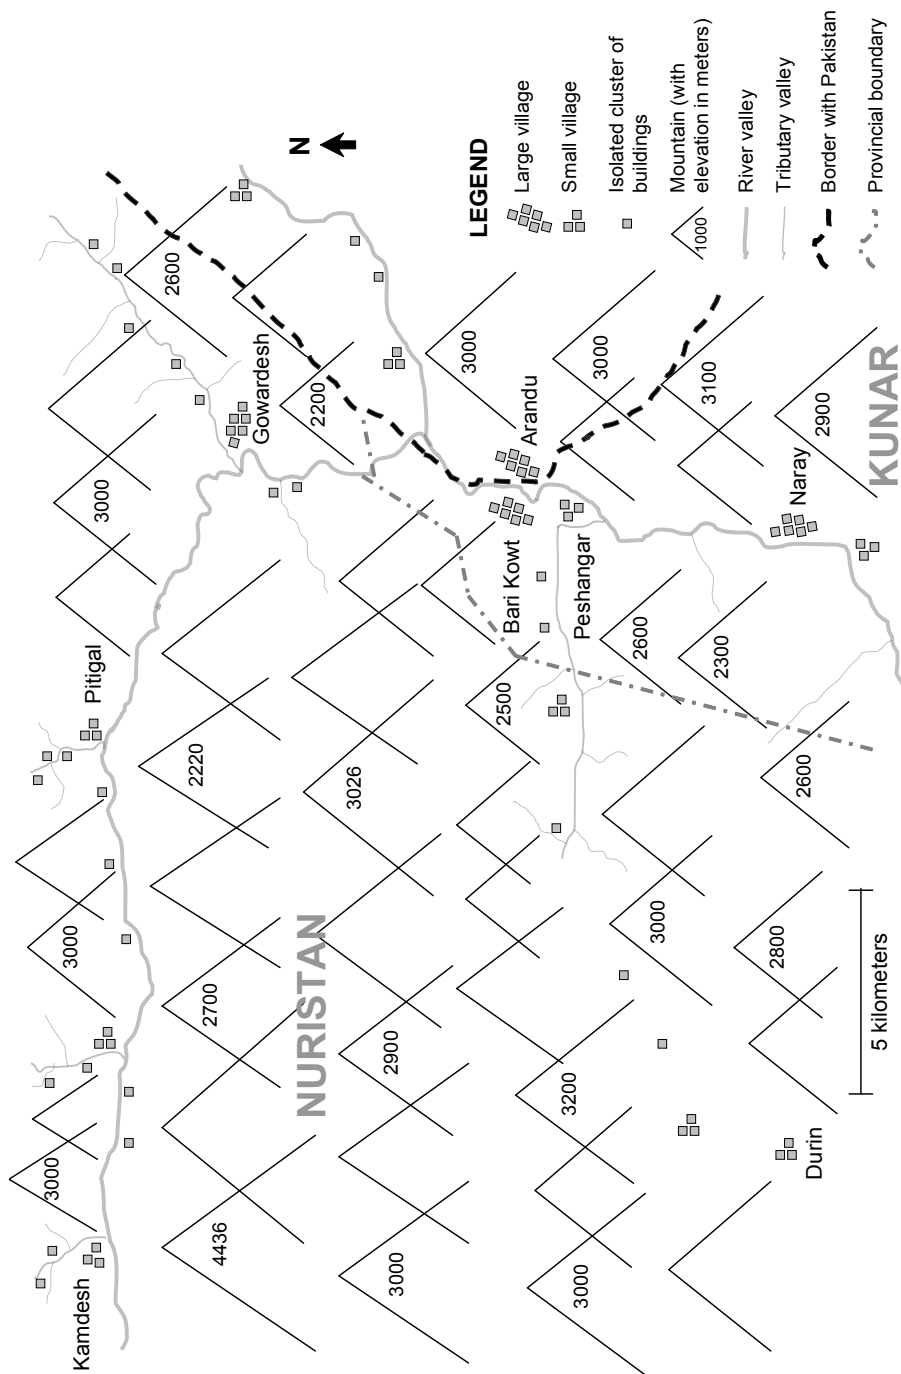 3000
3000
Kamdesh
Pitigal
3000
2600
2220
2700
4436
Gowardesh
N
NURISTAN
2200
3026
2900
3000
3000
2500
Bari Kowt
Arandu
3200
3000
Peshangar
3000
2600
3000
3100
2300
2800
Naray
2600
Durin
2900
5 kilometers
KUNAR
LEGEND
Large village
Small village
Isolated cluster of
buildings
Mountain (with
elevation in meters)
1000
River valley
Tributary valley
Border with Pakistan
Provincial boundary